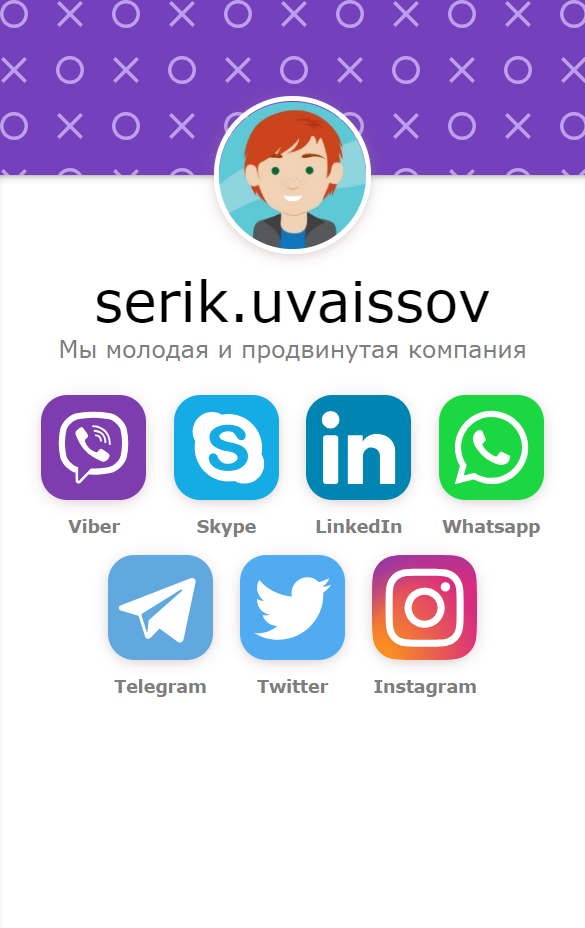 serik.uvaissov
Мы молодая и продвинутая компания
Viber Skype LinkedIn Whatsapp
Telegram Twitter Instagram